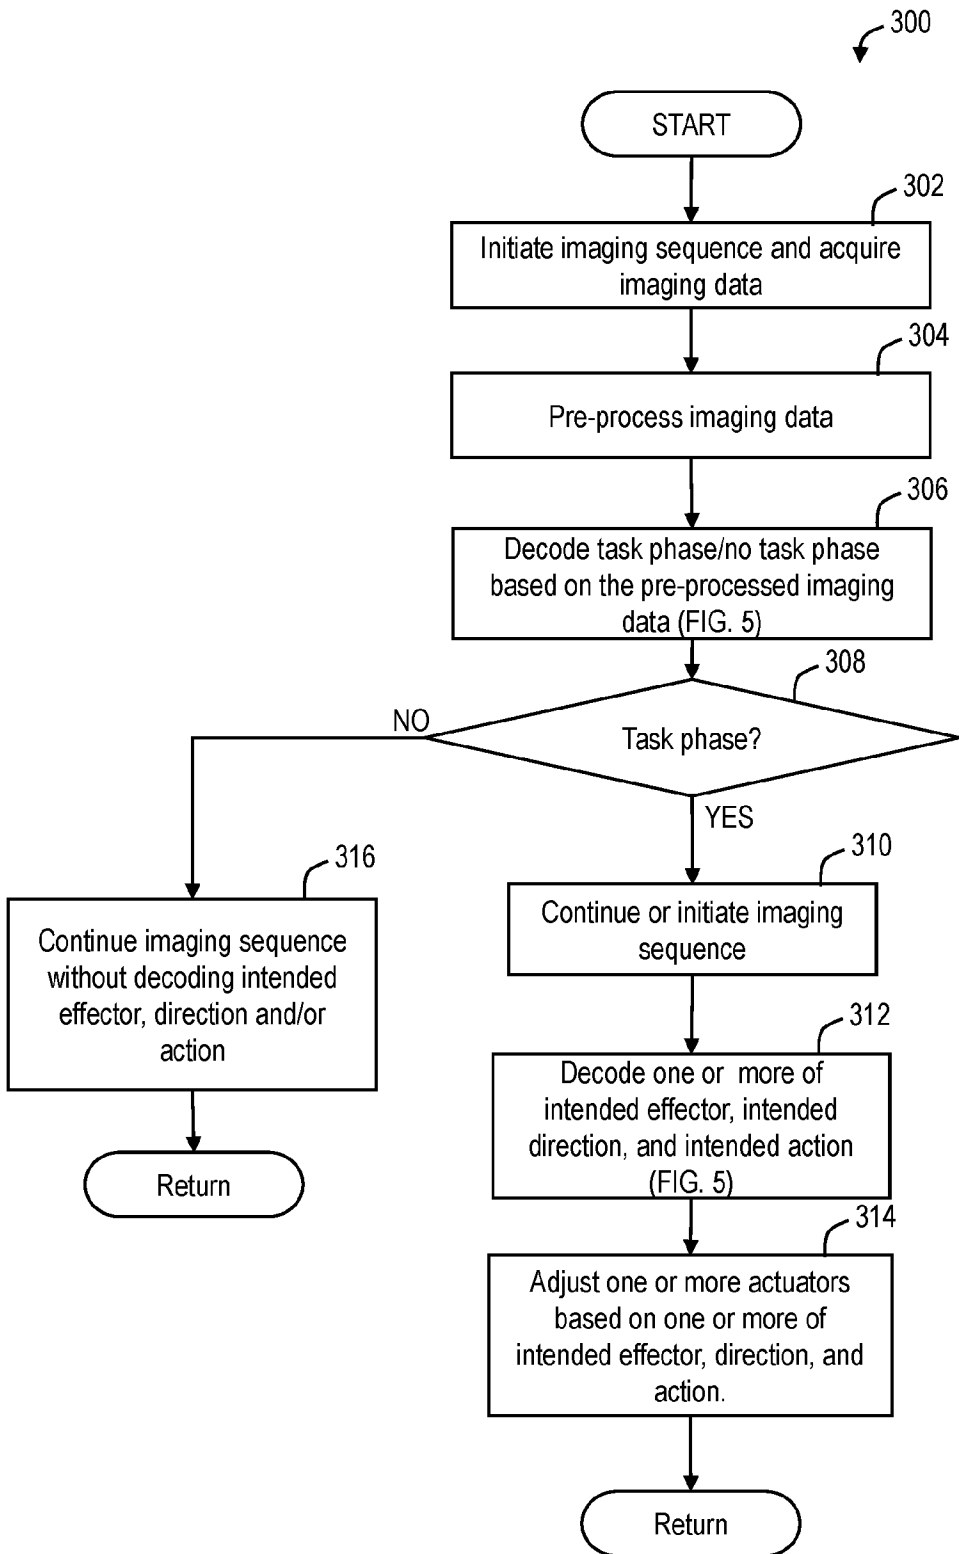 300
START
302
Initiate imaging sequence and acquire
imaging data
304
Pre-process imaging data
306
Decode task phase/no task phase
based on the pre-processed imaging
data (FIG. 5)
308
Task phase?
NO
YES
316
Continue imaging sequence
without decoding intended
effector, direction and/or
action
Return
310
Continue or initiate imaging
sequence
312
Decode one or more of
intended effector, intended
direction, and intended action
(FIG. 5)
314
Adjust one or more actuators
based on one or more of
intended effector, direction, and
action.
Return